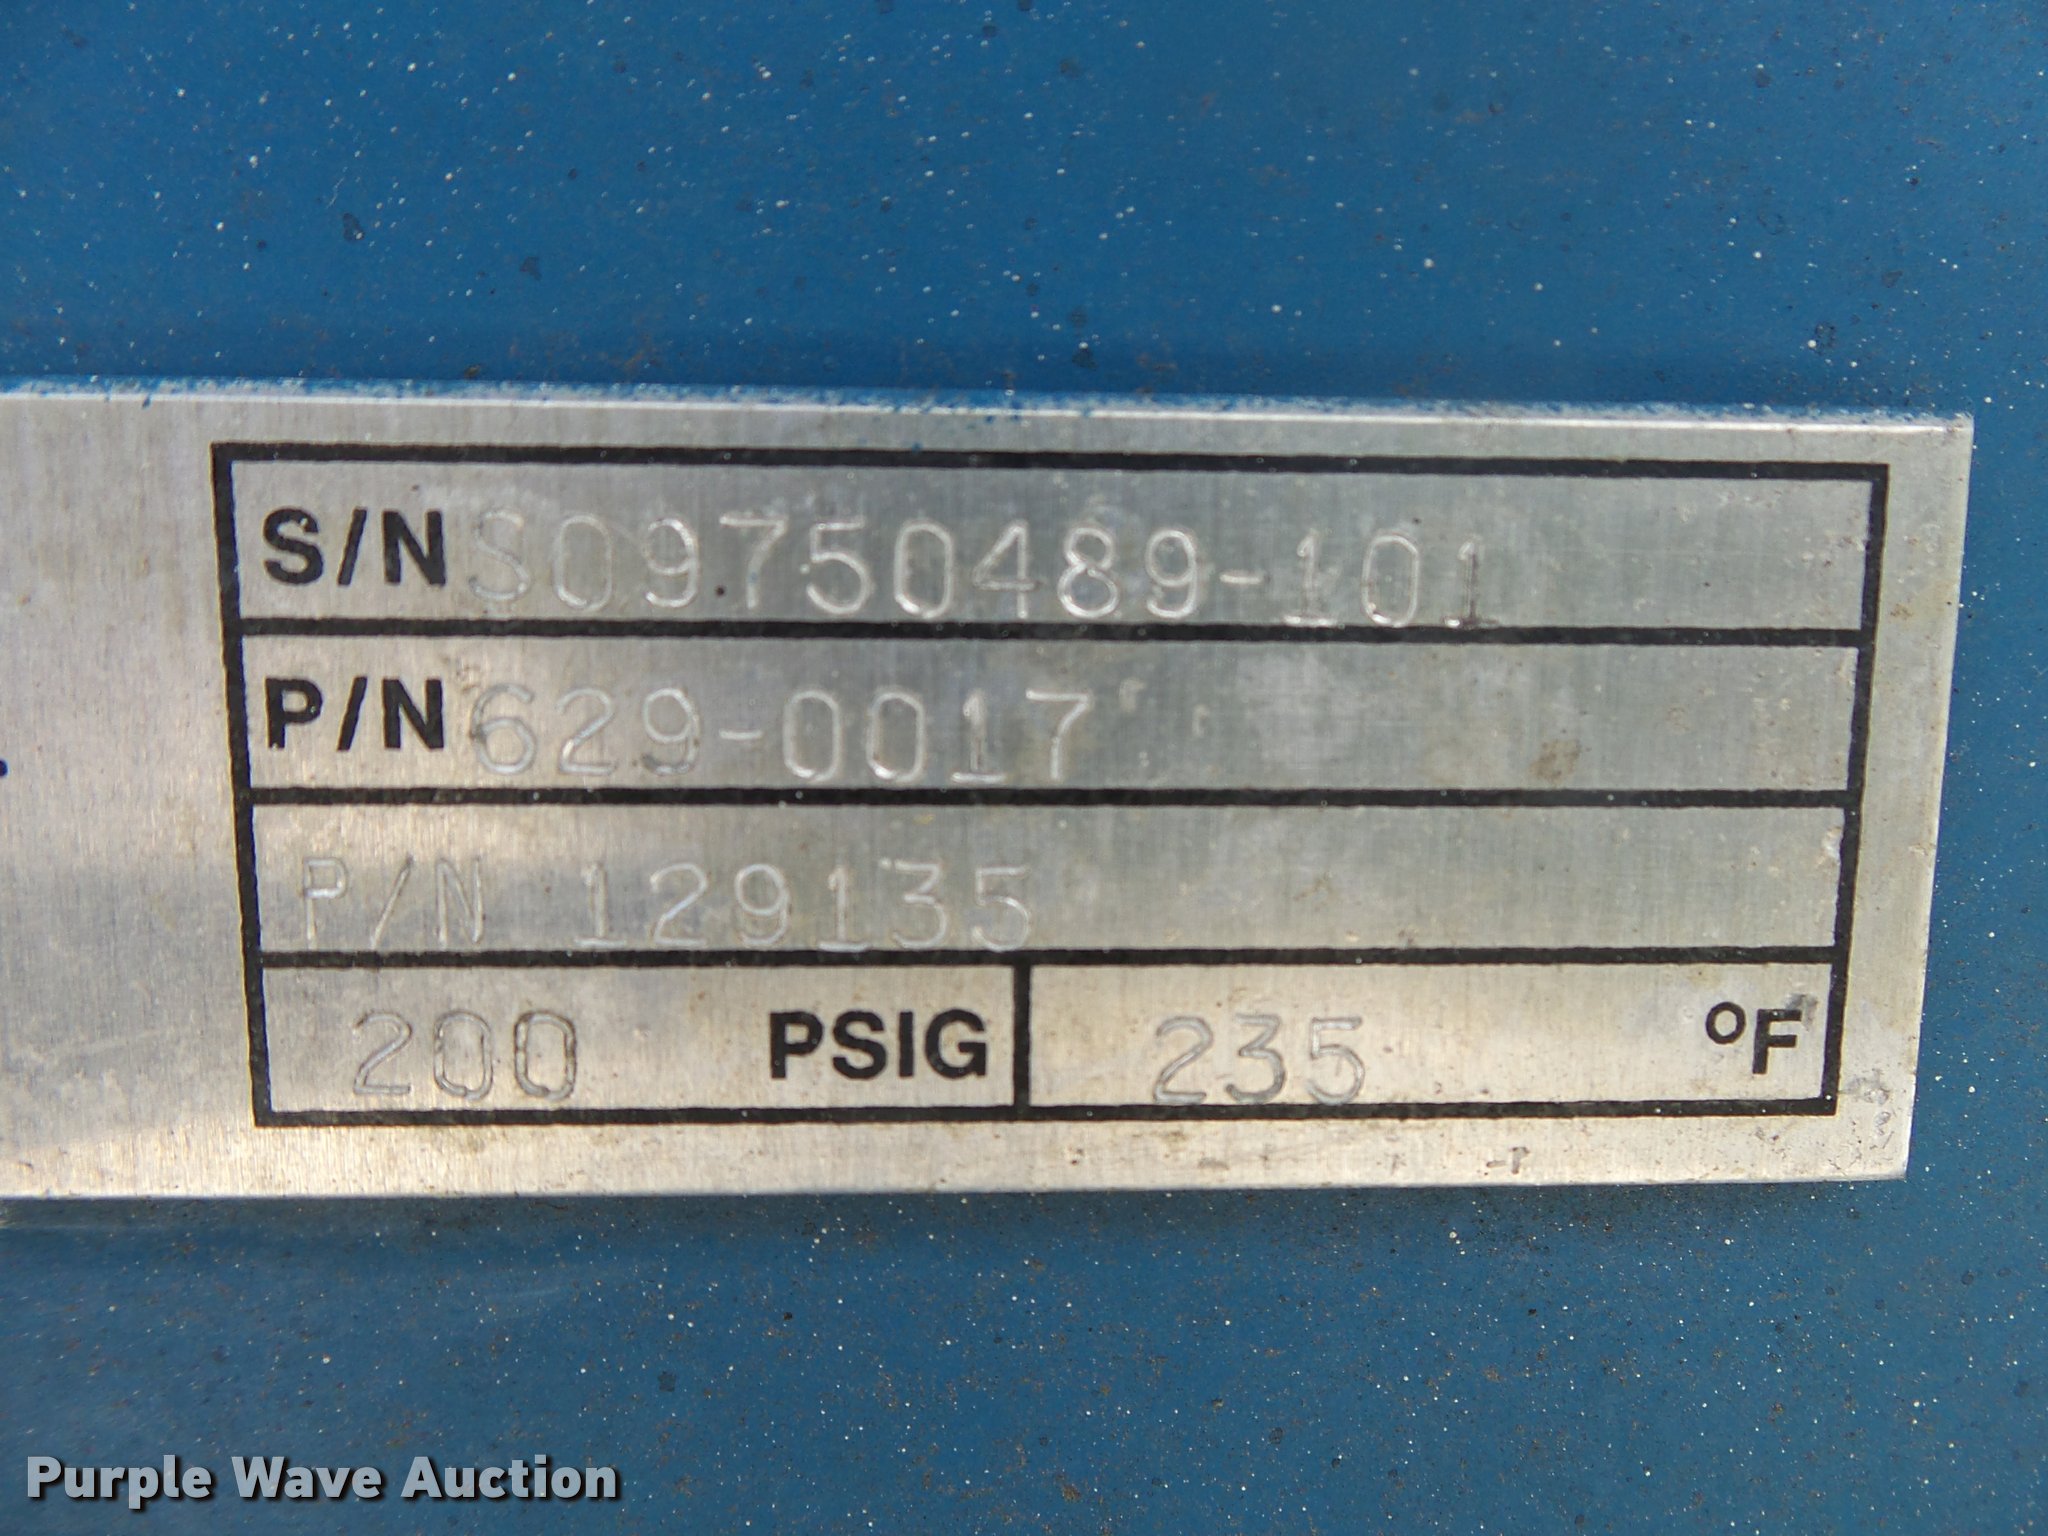 S/N S09750489-101
P/N 629-0017
P/N 129135
200 PSIG 235 °F
Purple Wave Auction